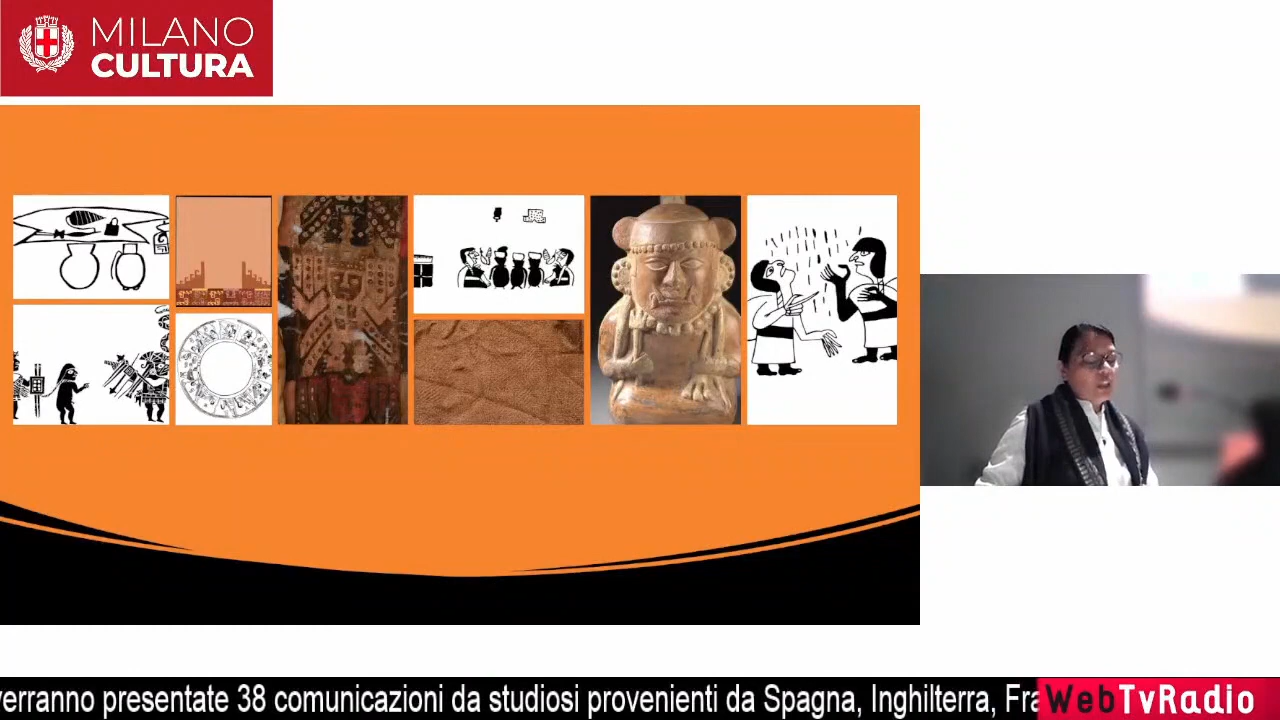 MILANO
CULTURA
verranno presentate 38 comunicazioni da studiosi provenienti da Spagna, Inghilterra, Fra
WebTvRadio